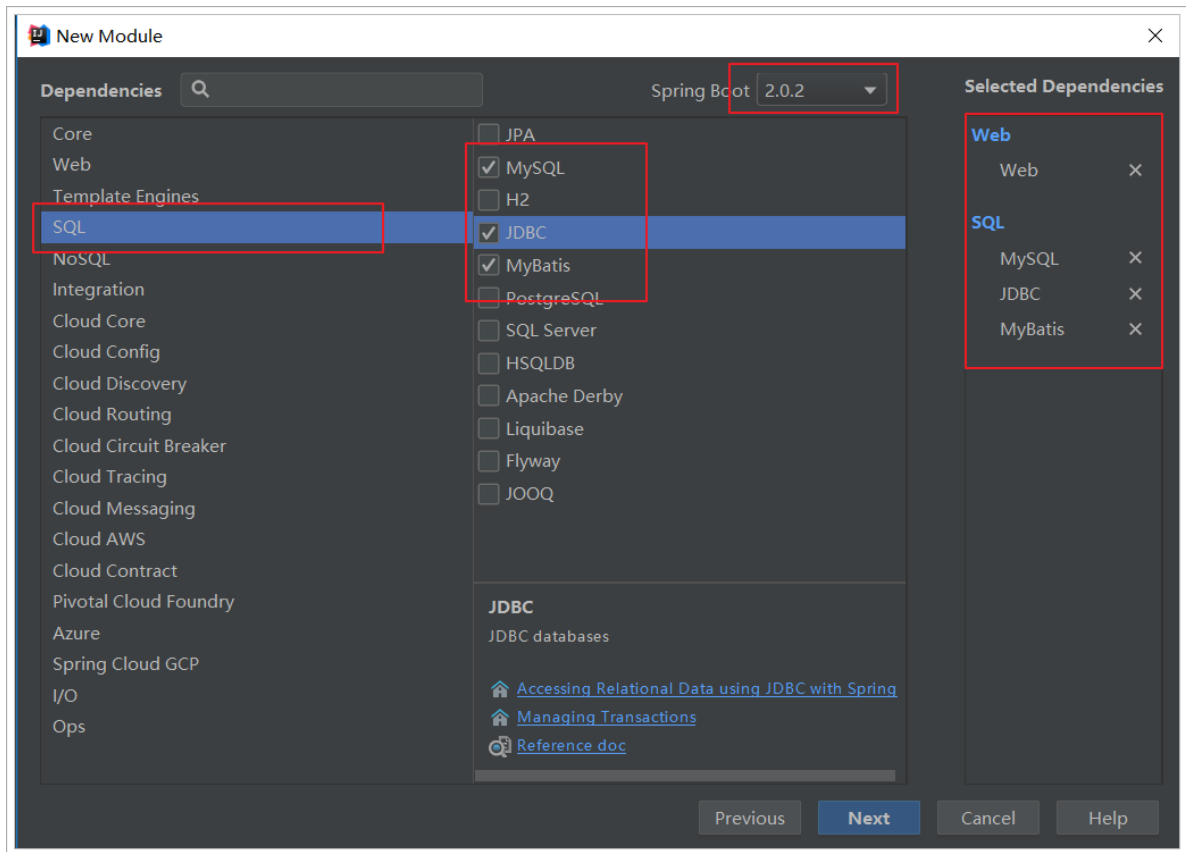 New Module
Dependencies
Spring Boot 2.0.2
Selected Dependencies
Core
Web
Template Engines
SQL
NoSQL
Integration
Cloud Core
Cloud Config
Cloud Discovery
Cloud Routing
Cloud Circuit Breaker
Cloud Tracing
Cloud Messaging
Cloud AWS
Cloud Contract
Pivotal Cloud Foundry
Azure
Spring Cloud GCP
I/O
Ops
JPA
MySQL
H2
JDBC
MyBatis
PostgreSQL
SQL Server
HSQLDB
Apache Derby
Liquibase
Flyway
JOOQ
JDBC
JDBC databases
Accessing Relational Data using JDBC with Spring
Managing Transactions
Reference doc
Web
Web
SQL
MySQL
JDBC
MyBatis
Previous
Next
Cancel
Help